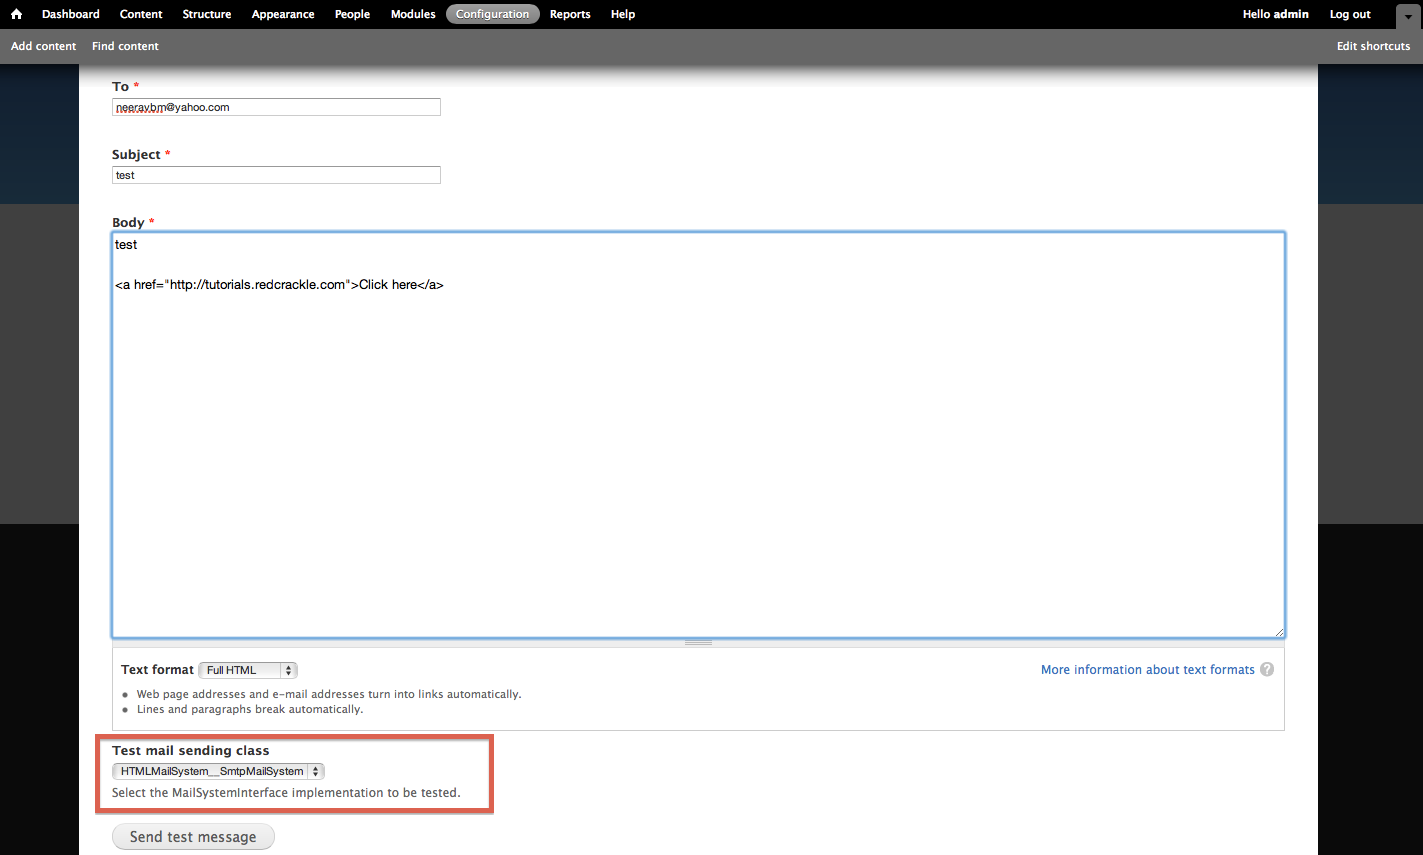 Dashboard Content Structure Appearance People Modules Configuration Reports Help Hello admin Log out
Add content Find content Edit shortcuts
To *
neeravbm@yahoo.com
Subject *
test
Body *
test
<a href="http://tutorials.redcrackle.com">Click here</a>
Text format Full HTML More information about text formats ?
Web page addresses and e-mail addresses turn into links automatically.
Lines and paragraphs break automatically.
Test mail sending class
HTMLMailSystem__SmtpMailSystem
Select the MailSystemInterface implementation to be tested.
Send test message